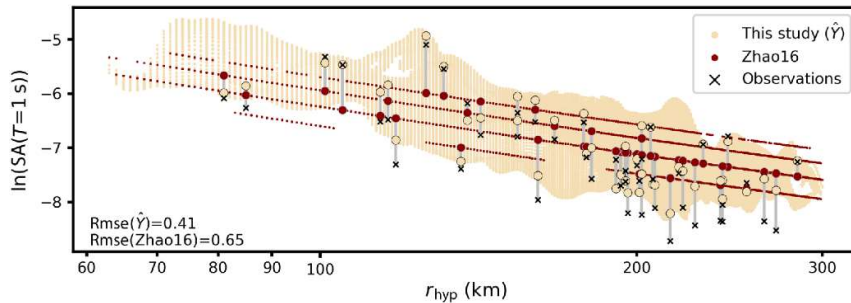 This study (Ŷ)
Zhao16
Observations
ln(SA(T=1 s))
−5
−6
−7
−8
Rmse(Ŷ)=0.41
Rmse(Zhao16)=0.65
60 70 80 90 100 200 300
r_hyp (km)